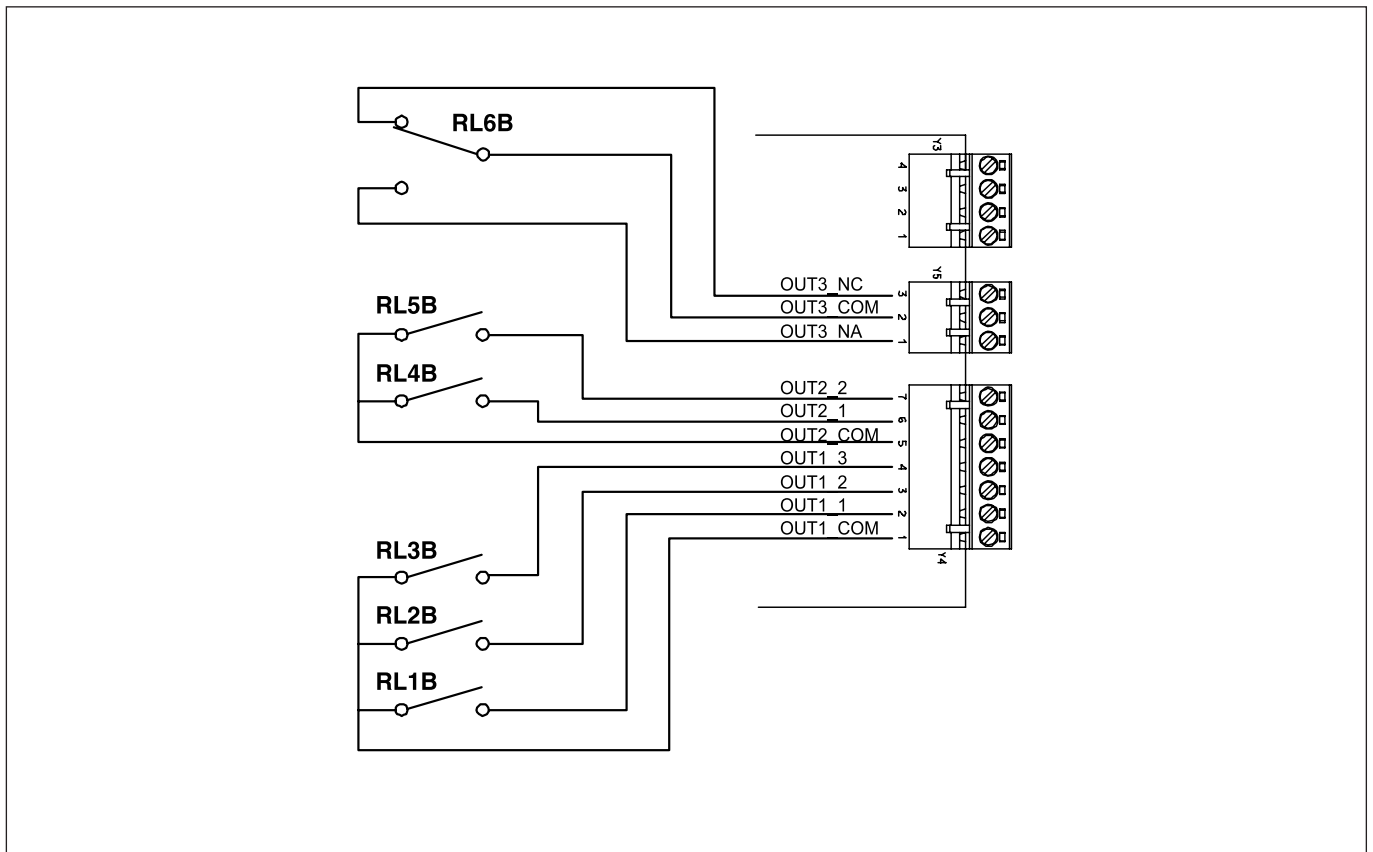 RL6B
Y3
4
3
2
1
Y5
OUT3_NC
3
OUT3_COM
2
OUT3_NA
1
RL5B
RL4B
OUT2_2
7
OUT2_1
6
OUT2_COM
5
OUT1_3
4
OUT1_2
3
OUT1_1
2
OUT1_COM
1
Y4
RL3B
RL2B
RL1B